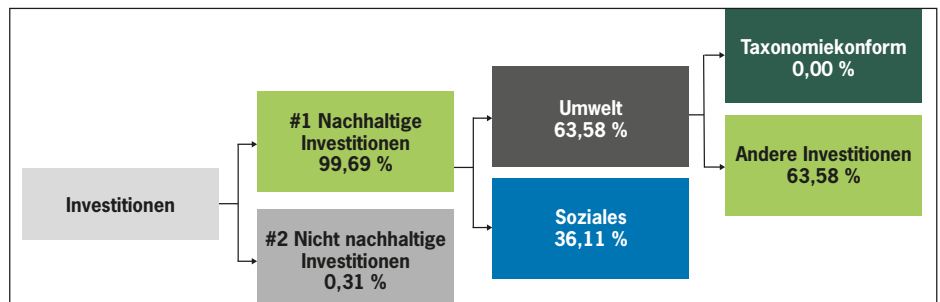 Investitionen
#1 Nachhaltige
Investitionen
99,69 %
#2 Nicht nachhaltige
Investitionen
0,31 %
Umwelt
63,58 %
Soziales
36,11 %
Taxonomiekonform
0,00 %
Andere Investitionen
63,58 %